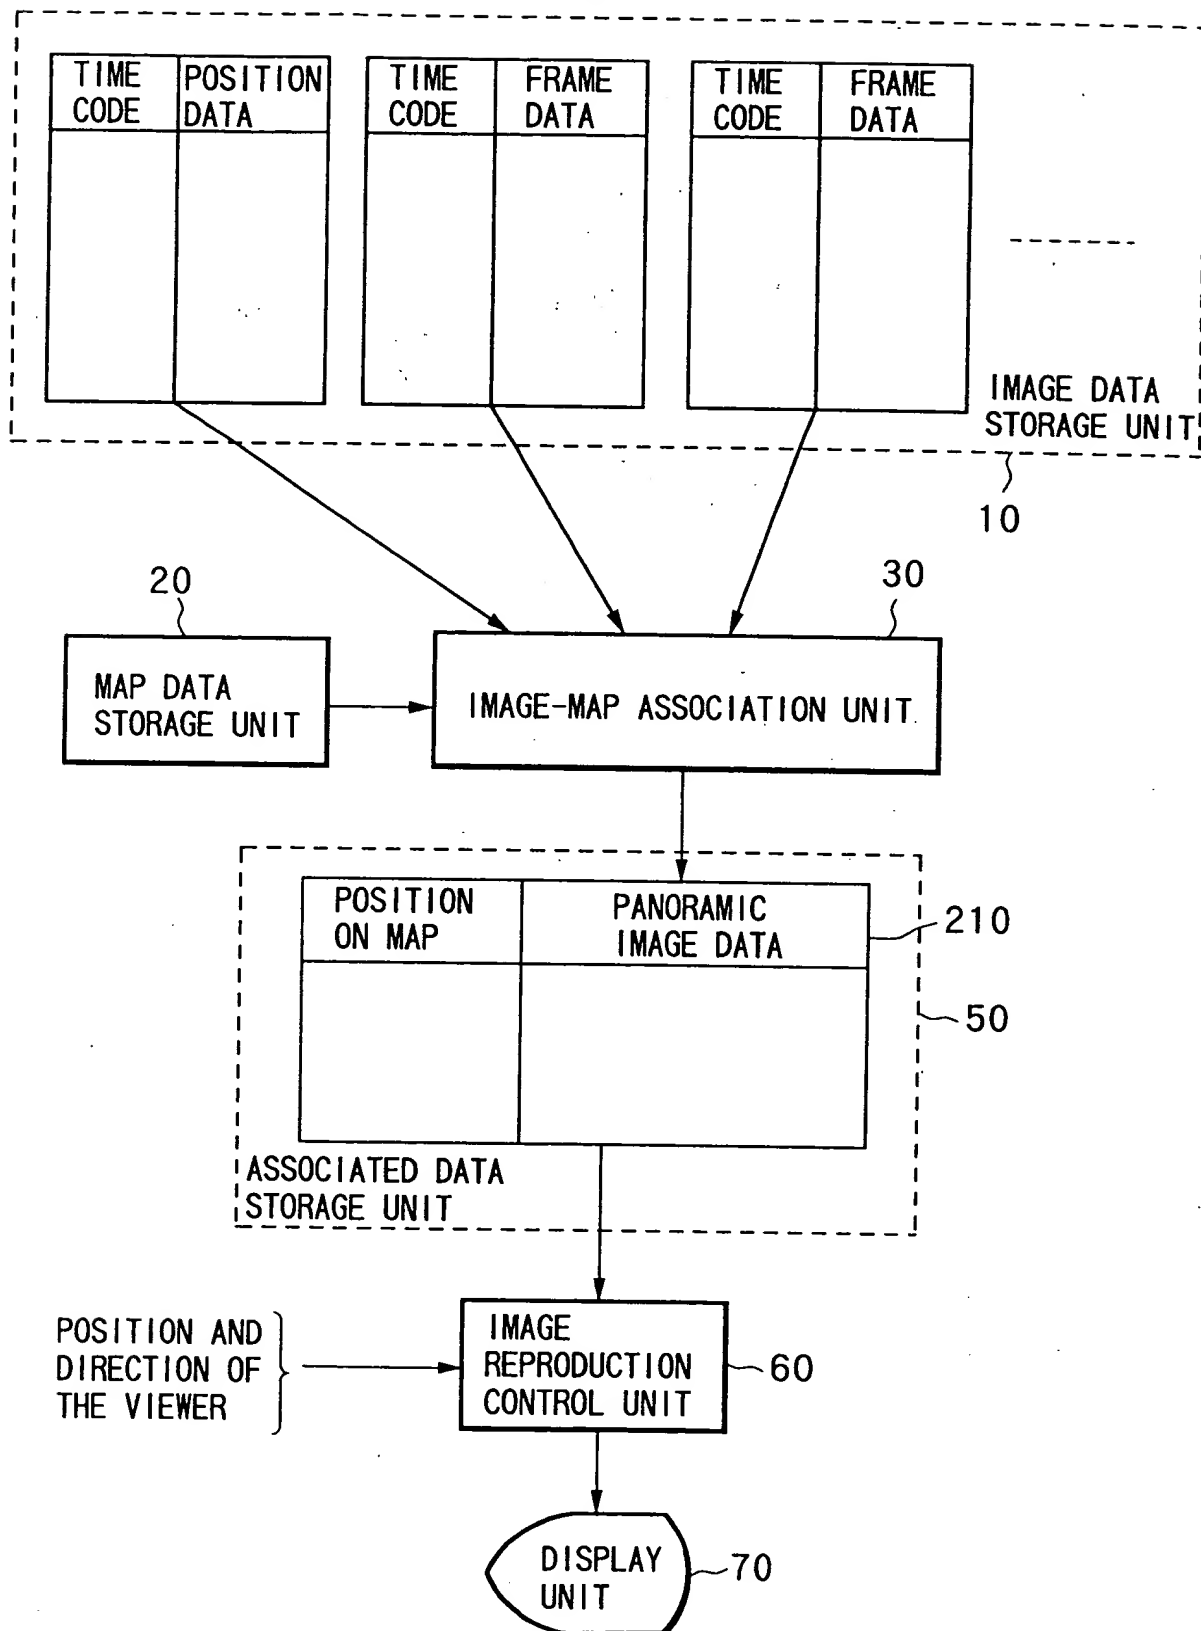 TIME
CODE
POSITION
DATA
TIME
CODE
FRAME
DATA
TIME
CODE
FRAME
DATA
IMAGE DATA
STORAGE UNIT
10
20
30
MAP DATA
STORAGE UNIT
IMAGE-MAP ASSOCIATION UNIT
POSITION
ON MAP
PANORAMIC
IMAGE DATA
210
50
ASSOCIATED DATA
STORAGE UNIT
POSITION AND
DIRECTION OF
THE VIEWER
IMAGE
REPRODUCTION
CONTROL UNIT
60
DISPLAY
UNIT
70